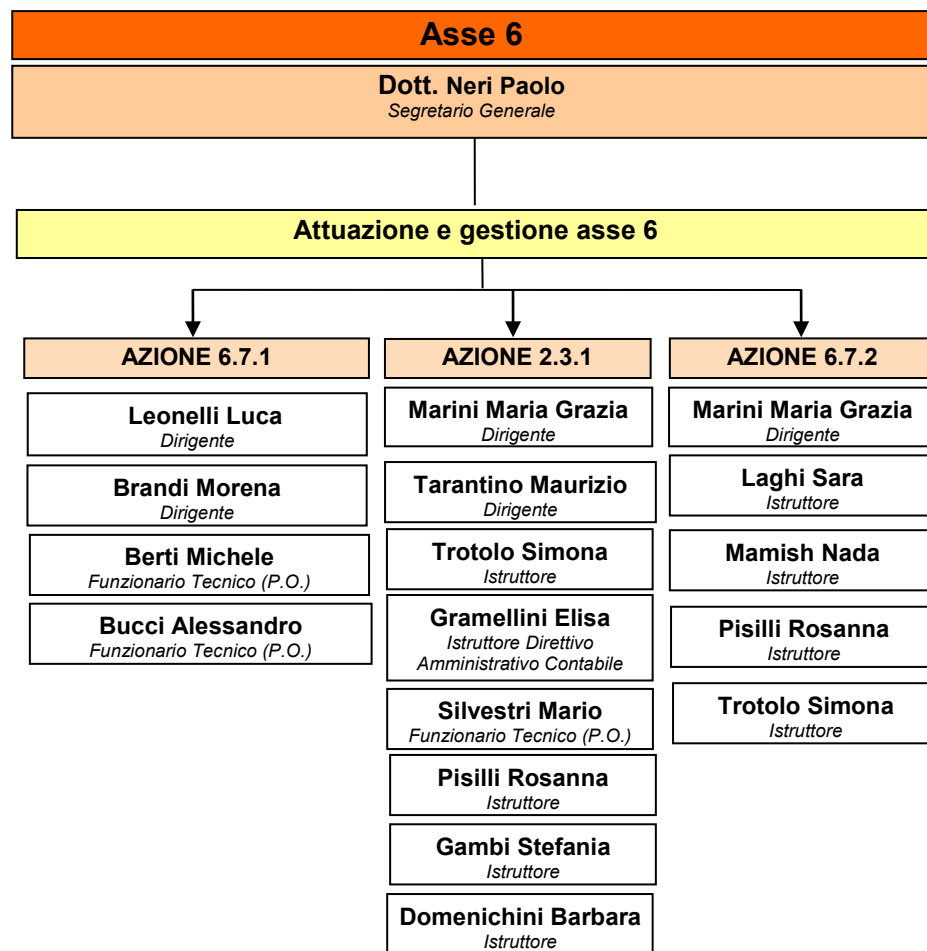 Asse 6
Dott. Neri Paolo
Segretario Generale
Attuazione e gestione asse 6
AZIONE 6.7.1
Leonelli Luca
Dirigente
Brandi Morena
Dirigente
Berti Michele
Funzionario Tecnico (P.O.)
Bucci Alessandro
Funzionario Tecnico (P.O.)
AZIONE 2.3.1
Marini Maria Grazia
Dirigente
Tarantino Maurizio
Dirigente
Trotolo Simona
Istruttore
Gramellini Elisa
Istruttore Direttivo
Amministrativo Contabile
Silvestri Mario
Funzionario Tecnico (P.O.)
Pisilli Rosanna
Istruttore
Gambi Stefania
Istruttore
Domenichini Barbara
Istruttore
AZIONE 6.7.2
Marini Maria Grazia
Dirigente
Laghi Sara
Istruttore
Mamish Nada
Istruttore
Pisilli Rosanna
Istruttore
Trotolo Simona
Istruttore